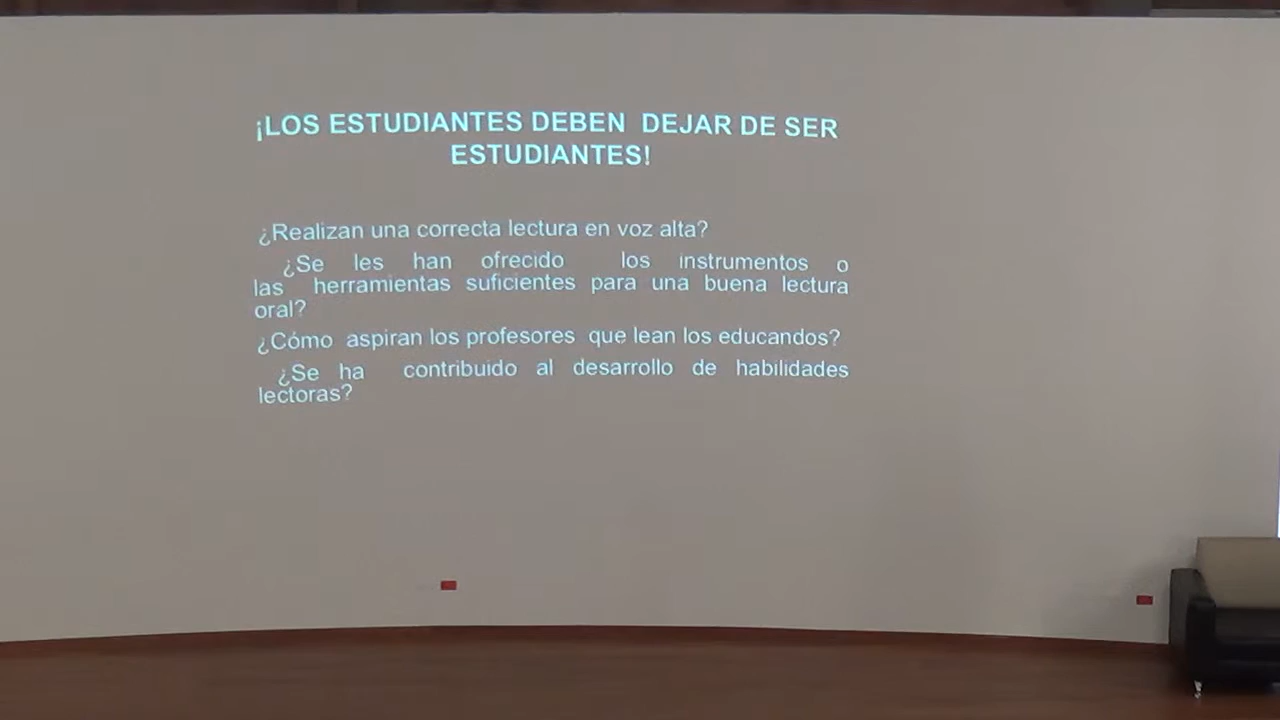 ¡LOS ESTUDIANTES DEBEN DEJAR DE SER
ESTUDIANTES!
¿Realizan una correcta lectura en voz alta?
¿Se les han ofrecido los instrumentos o
las herramientas suficientes para una buena lectura
oral?
¿Cómo aspiran los profesores que lean los educandos?
¿Se ha contribuido al desarrollo de habilidades
lectoras?